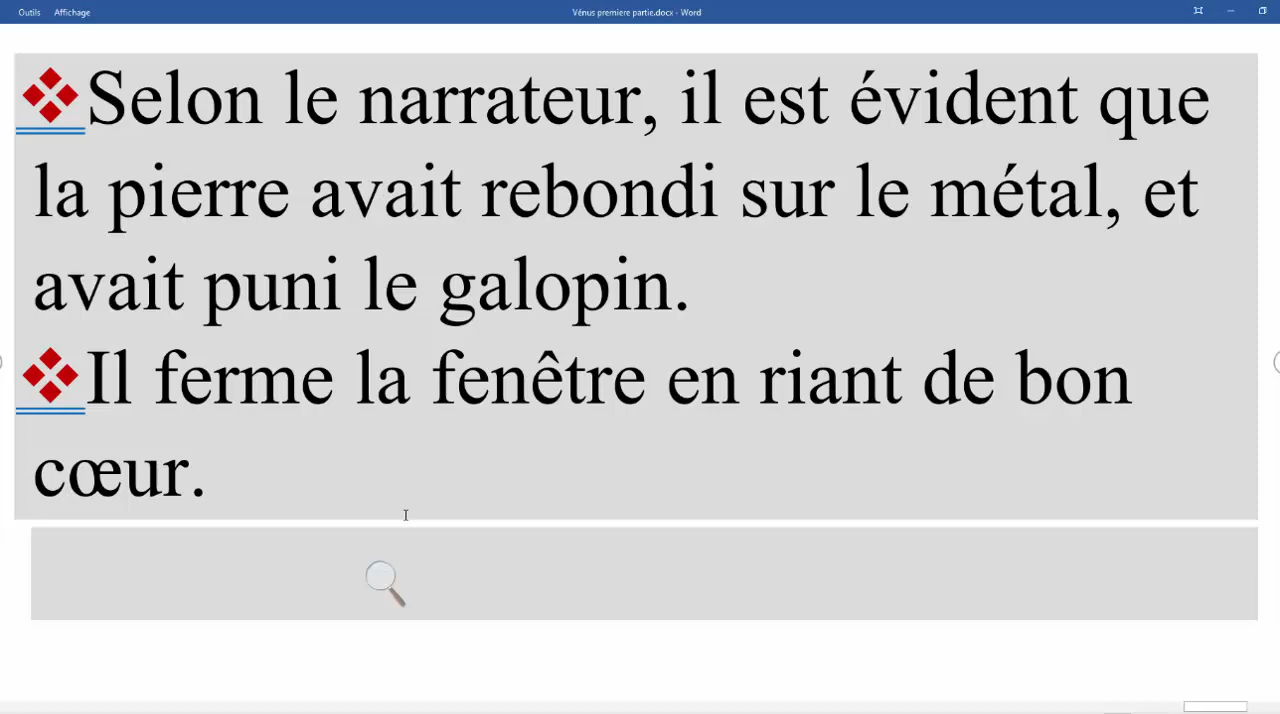 Outils Affichage Vénus premiere partie.docx - Word
Selon le narrateur, il est évident que
la pierre avait rebondi sur le métal, et
avait puni le galopin.
Il ferme la fenêtre en riant de bon
cœur.